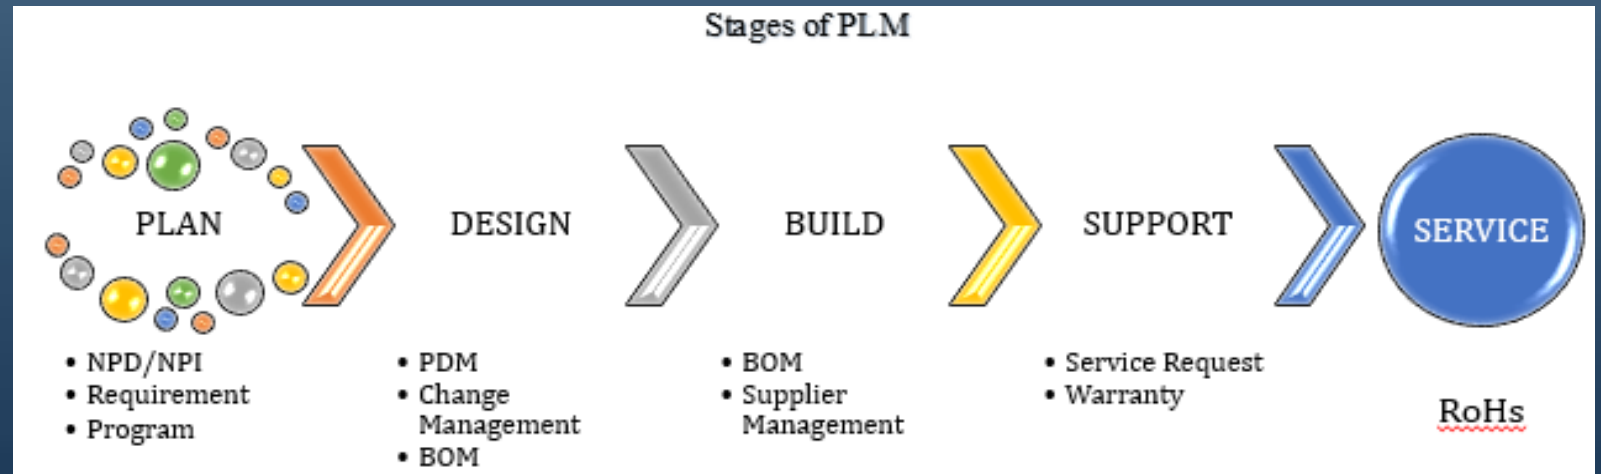 Stages of PLM
PLAN
DESIGN
BUILD
SUPPORT
SERVICE
• NPD/NPI
• Requirement
• Program
• PDM
• Change
Management
• BOM
• BOM
• Supplier
Management
• Service Request
• Warranty
RoHs